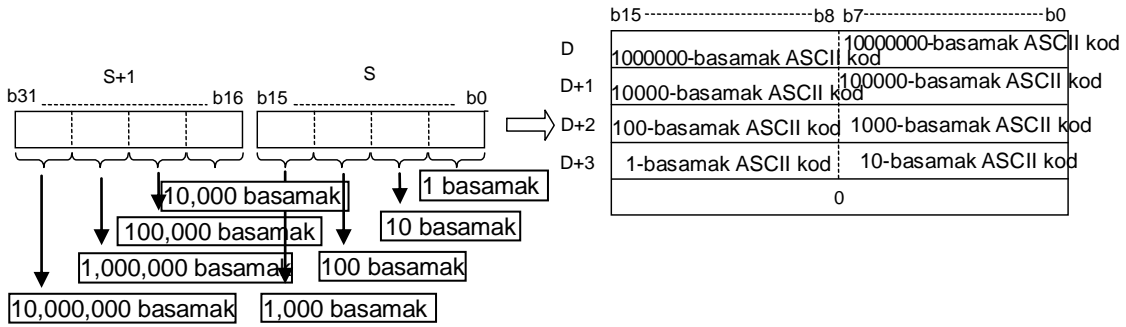 S+1
S
b31
b16
b15
b0
10,000 basamak
1 basamak
100,000 basamak
10 basamak
1,000,000 basamak
100 basamak
10,000,000 basamak
1,000 basamak
b15
b8
b7
b0
D
1000000-basamak ASCII kod
10000000-basamak ASCII kod
D+1
10000-basamak ASCII kod
100000-basamak ASCII kod
D+2
100-basamak ASCII kod
1000-basamak ASCII kod
D+3
1-basamak ASCII kod
10-basamak ASCII kod
0